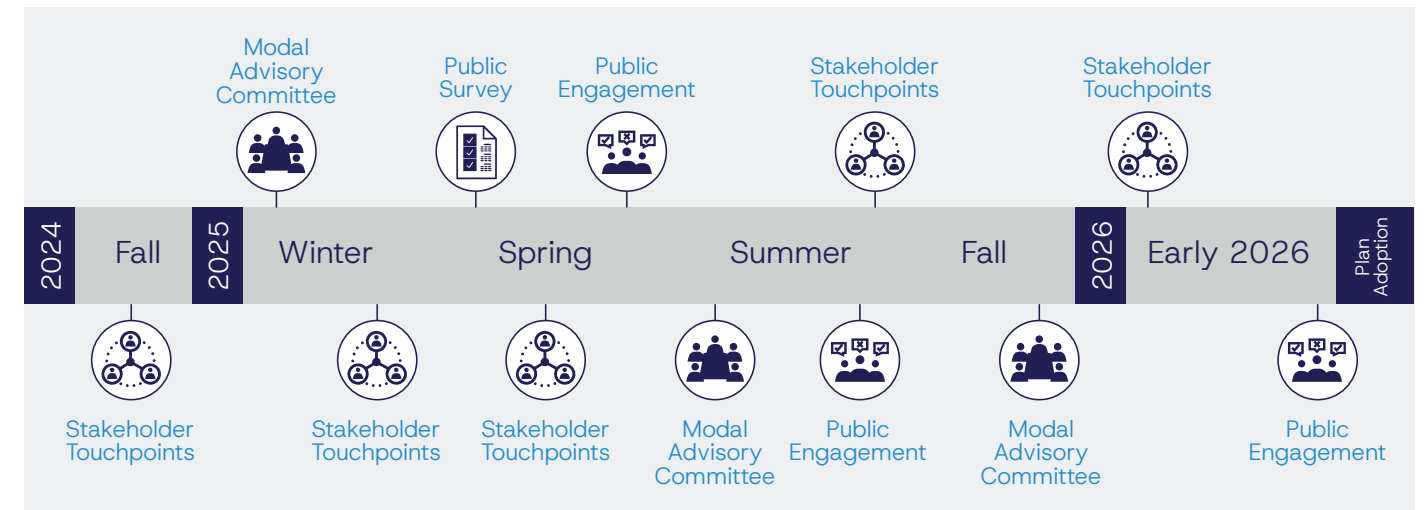 Modal
Advisory
Committee
Public
Survey
Public
Engagement
Stakeholder
Touchpoints
Stakeholder
Touchpoints
2024
Fall
2025
Winter
Spring
Summer
Fall
2026
Early 2026
Plan
Adoption
Stakeholder
Touchpoints
Stakeholder
Touchpoints
Stakeholder
Touchpoints
Modal
Advisory
Committee
Public
Engagement
Modal
Advisory
Committee
Public
Engagement